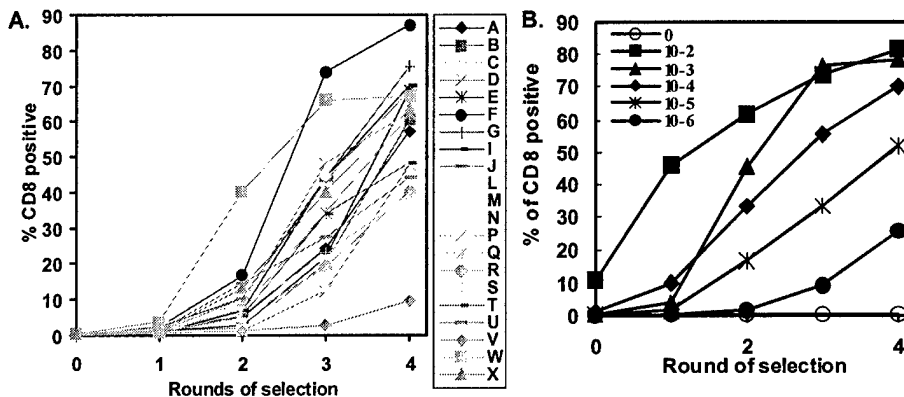 A.
% CD8 positive
90
80
70
60
50
40
30
20
10
0
0 1 2 3 4
Rounds of selection
A
B
C
D
E
F
G
I
J
L
M
N
P
Q
R
S
T
U
V
W
X
B.
% of CD8 positive
90
80
70
60
50
40
30
20
10
0
0 2 4
Round of selection
0
10-2
10-3
10-4
10-5
10-6